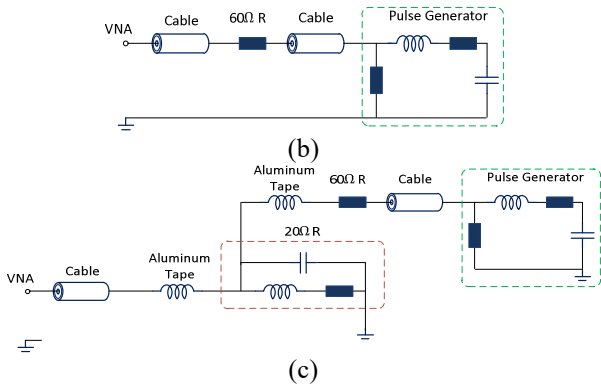 VNA
Cable
60Ω R
Cable
Pulse Generator
(b)
Aluminum
Tape
60Ω R
Cable
Pulse Generator
20Ω R
VNA
Cable
Aluminum
Tape
(c)